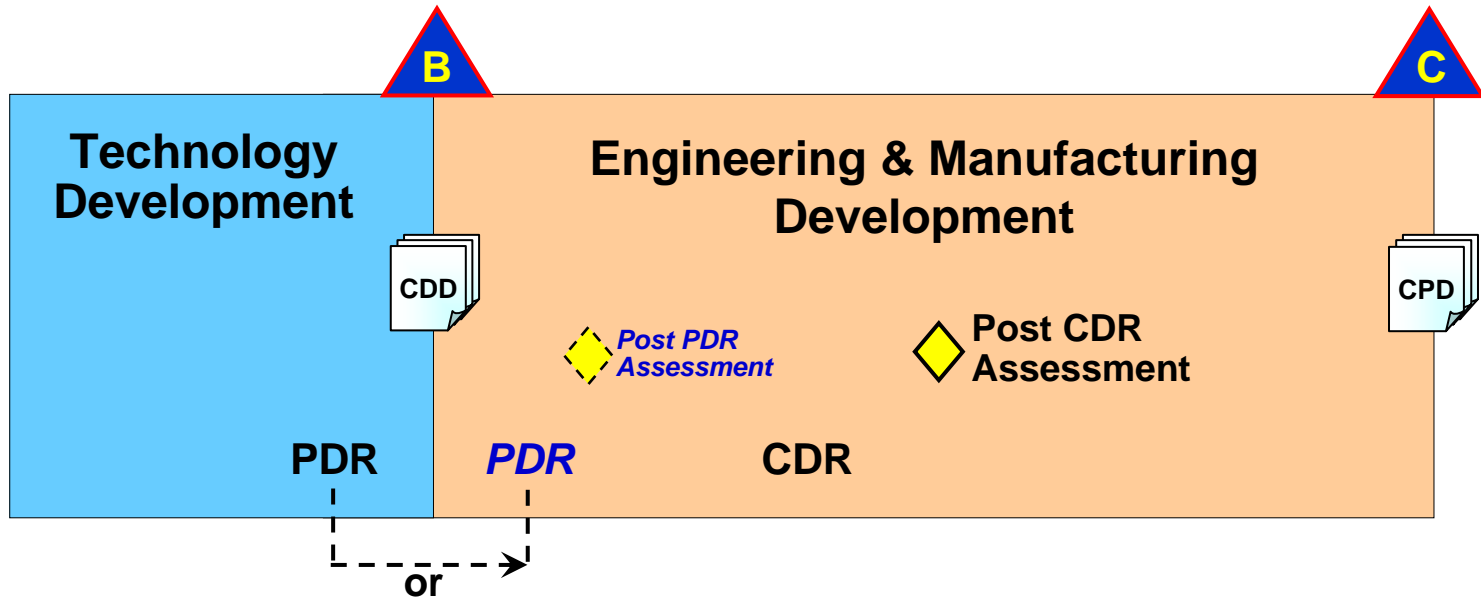 B
C
Technology
Development
Engineering & Manufacturing
Development
CDD
CPD
Post PDR
Assessment
Post CDR
Assessment
PDR
PDR
CDR
or